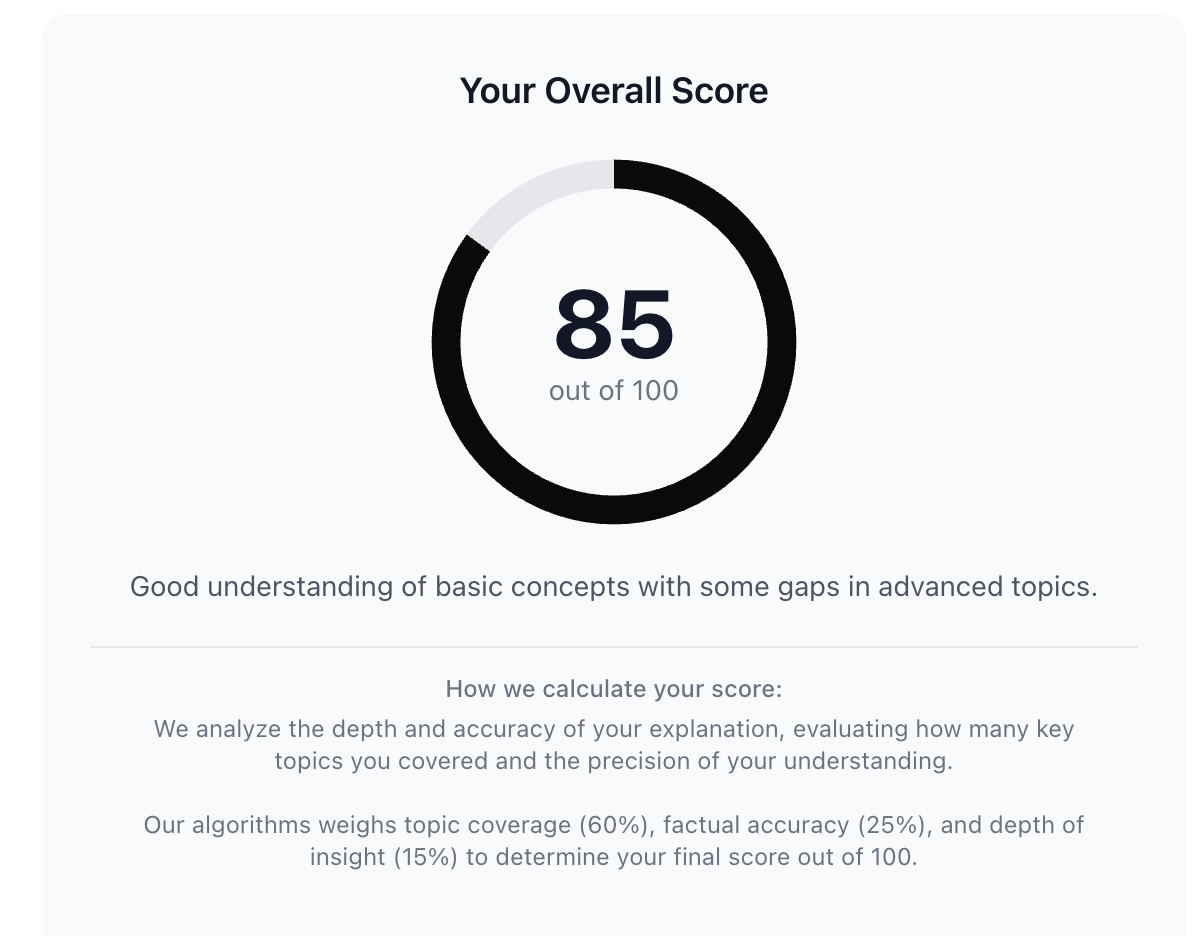 Your Overall Score
85
out of 100
Good understanding of basic concepts with some gaps in advanced topics.
How we calculate your score:
We analyze the depth and accuracy of your explanation, evaluating how many key
topics you covered and the precision of your understanding.
Our algorithms weighs topic coverage (60%), factual accuracy (25%), and depth of
insight (15%) to determine your final score out of 100.